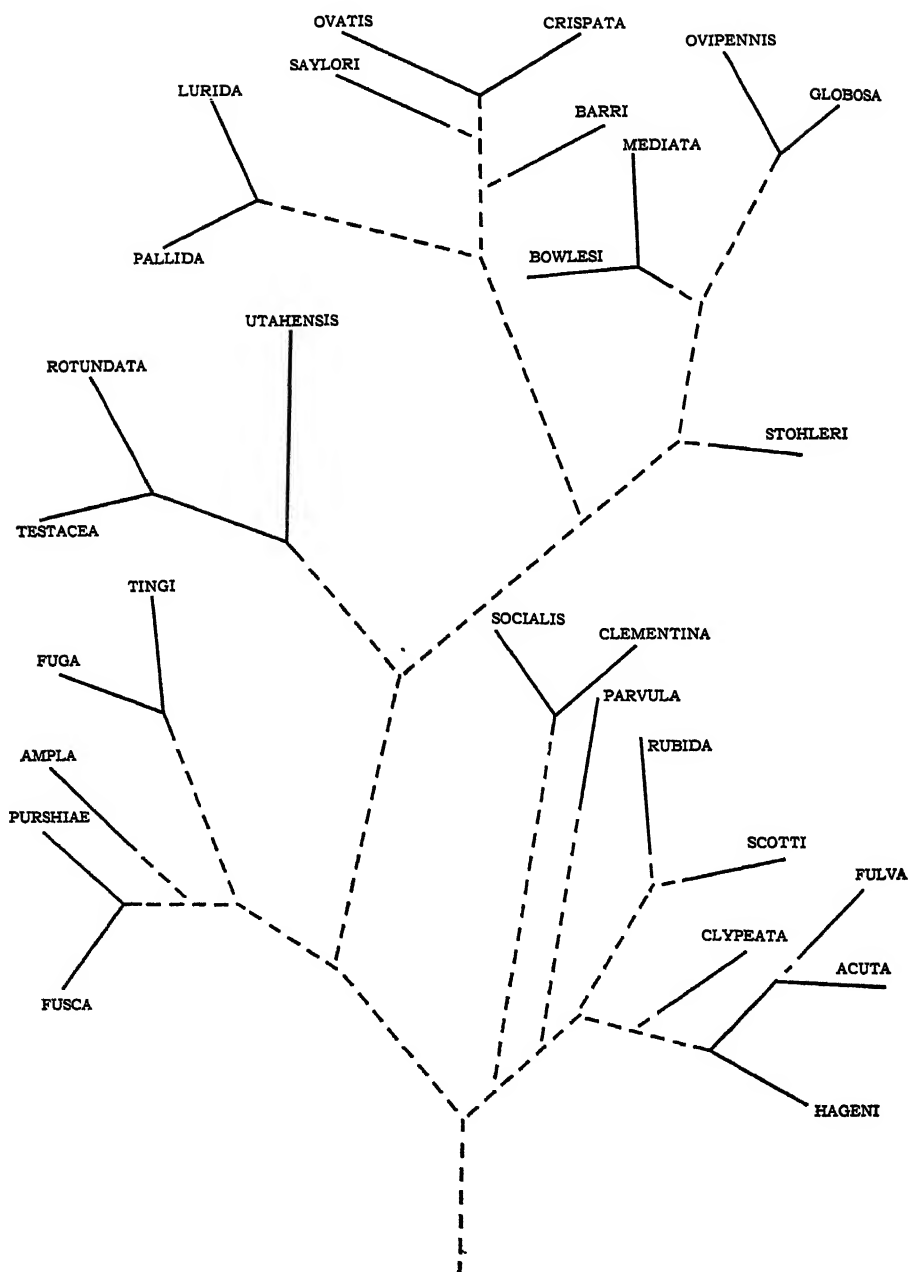 OVATIS
CRISPATA
OVIPENNIS
SAYLORI
LURIDA
GLOBOSA
BARRI
MEDIATA
PALLIDA
BOWLESI
UTAHENSIS
ROTUNDATA
STOHLERI
TESTACEA
TINGI
SOCIALIS
CLEMENTINA
FUGA
PARVULA
AMPLA
RUBIDA
PURSHIAE
SCOTTI
FULVA
CLYPEATA
ACUTA
FUSCA
HAGENI